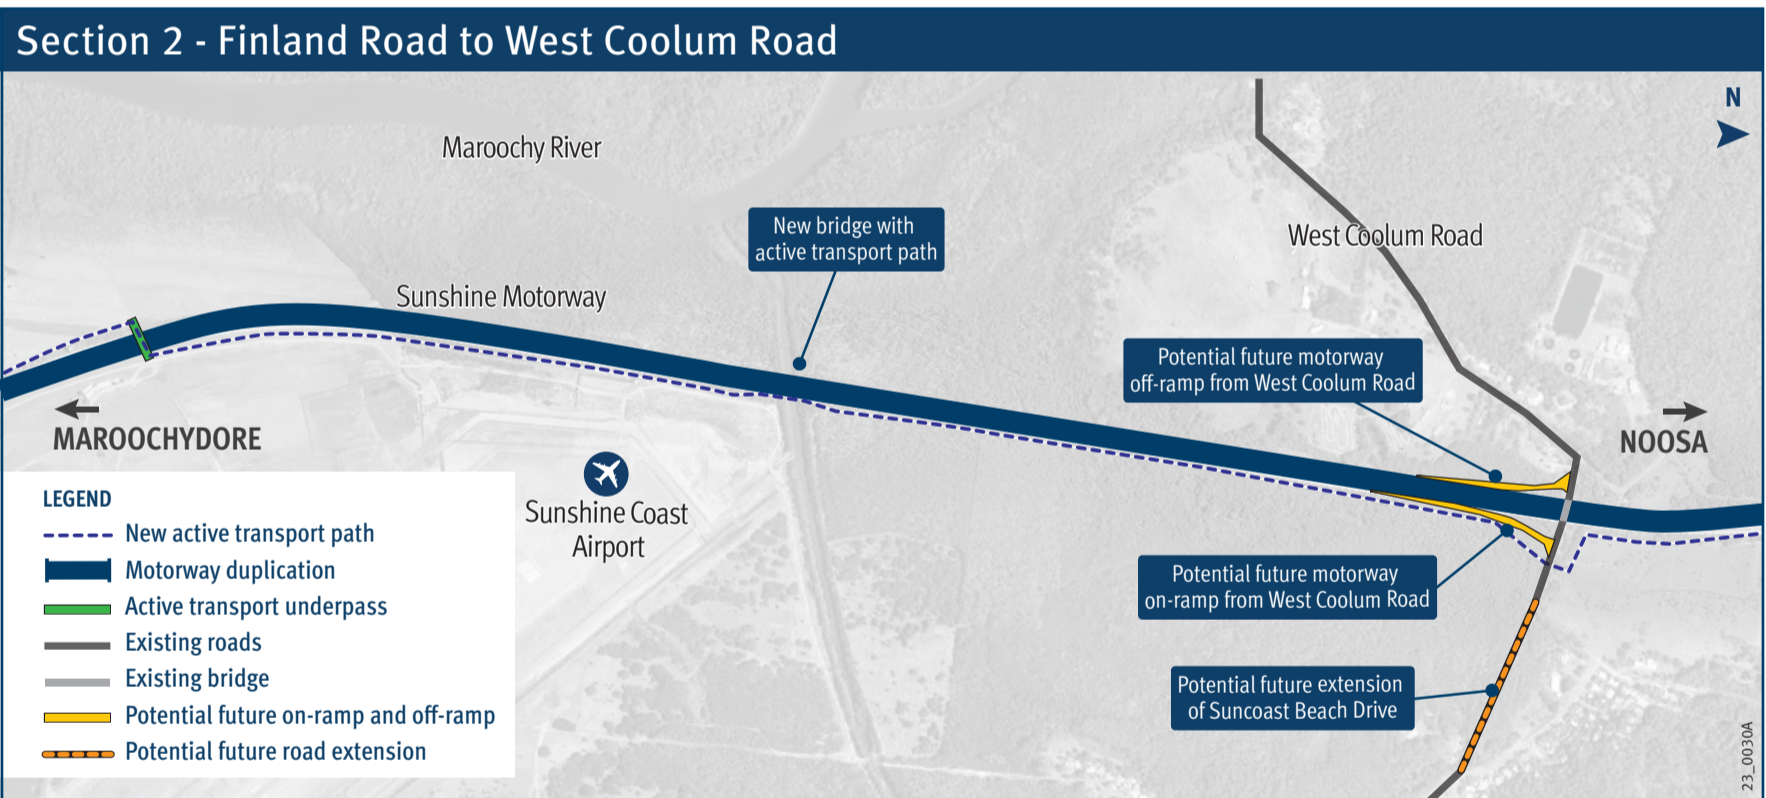 Section 2 - Finland Road to West Coolum Road
N
Maroochy River
New bridge with
active transport path
West Coolum Road
Sunshine Motorway
Potential future motorway
off-ramp from West Coolum Road
MAROOCHYDORE
NOOSA
Sunshine Coast
Airport
LEGEND
New active transport path
Motorway duplication
Active transport underpass
Existing roads
Existing bridge
Potential future on-ramp and off-ramp
Potential future road extension
Potential future motorway
on-ramp from West Coolum Road
Potential future extension
of Suncoast Beach Drive
23_0030A